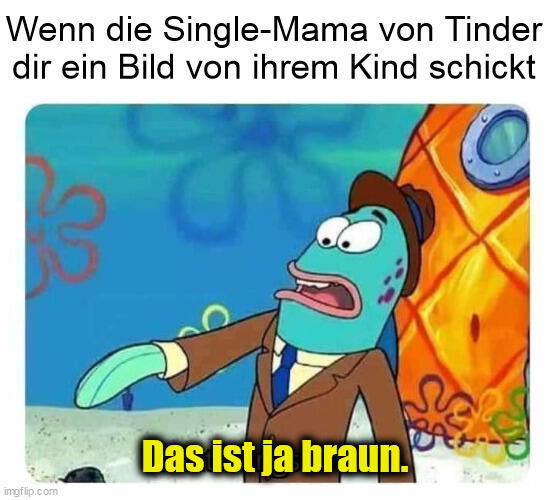 Wenn die Single-Mama von Tinder
dir ein Bild von ihrem Kind schickt
Das ist ja braun.
imgflip.com